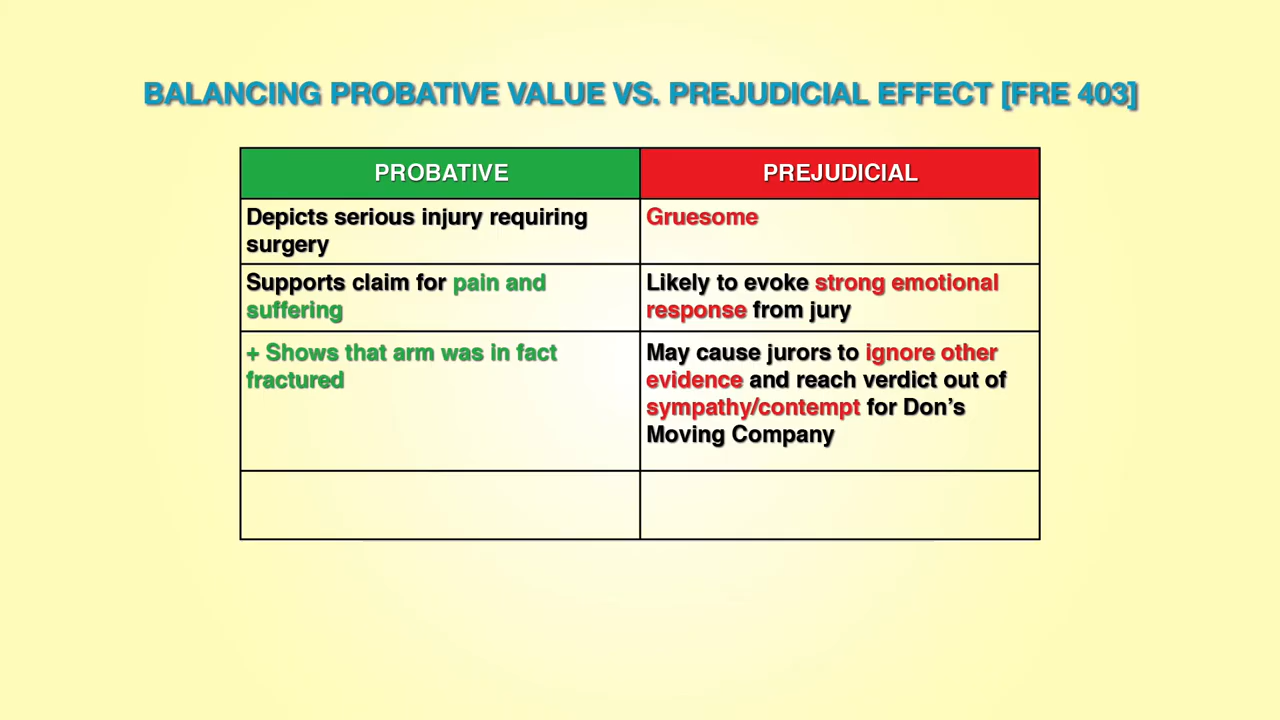 BALANCING PROBATIVE VALUE VS. PREJUDICIAL EFFECT [FRE 403]
PROBATIVE
PREJUDICIAL
Depicts serious injury requiring
surgery
Gruesome
Supports claim for pain and
suffering
Likely to evoke strong emotional
response from jury
+ Shows that arm was in fact
fractured
May cause jurors to ignore other
evidence and reach verdict out of
sympathy/contempt for Don’s
Moving Company